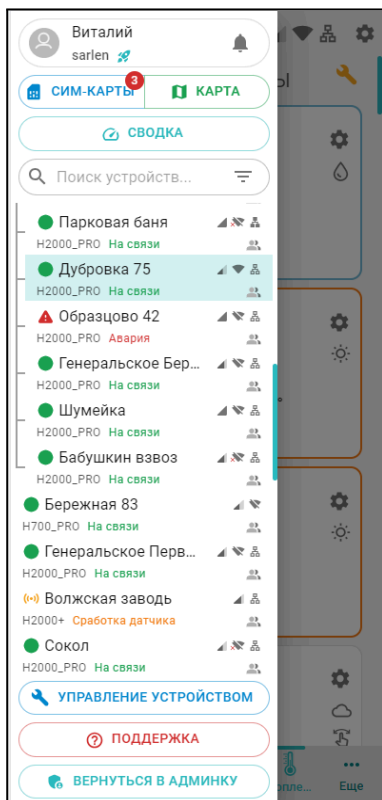 Виталий
sarlen
3
СИМ-КАРТЫ
КАРТА
СВОДКА
Поиск устройств...
Парковая баня
H2000_PRO На связи
Дубровка 75
H2000_PRO На связи
Образцово 42
H2000_PRO Авария
Генеральское Бер...
H2000_PRO На связи
Шумейка
H2000_PRO На связи
Бабушкин взвоз
H2000_PRO На связи
Бережная 83
H700_PRO На связи
Генеральское Перв...
H2000_PRO На связи
Волжская заводь
H2000+ Сработка датчика
Сокол
H2000_PRO На связи
УПРАВЛЕНИЕ УСТРОЙСТВОМ
ПОДДЕРЖКА
ВЕРНУТЬСЯ В АДМИНКУ
Еще